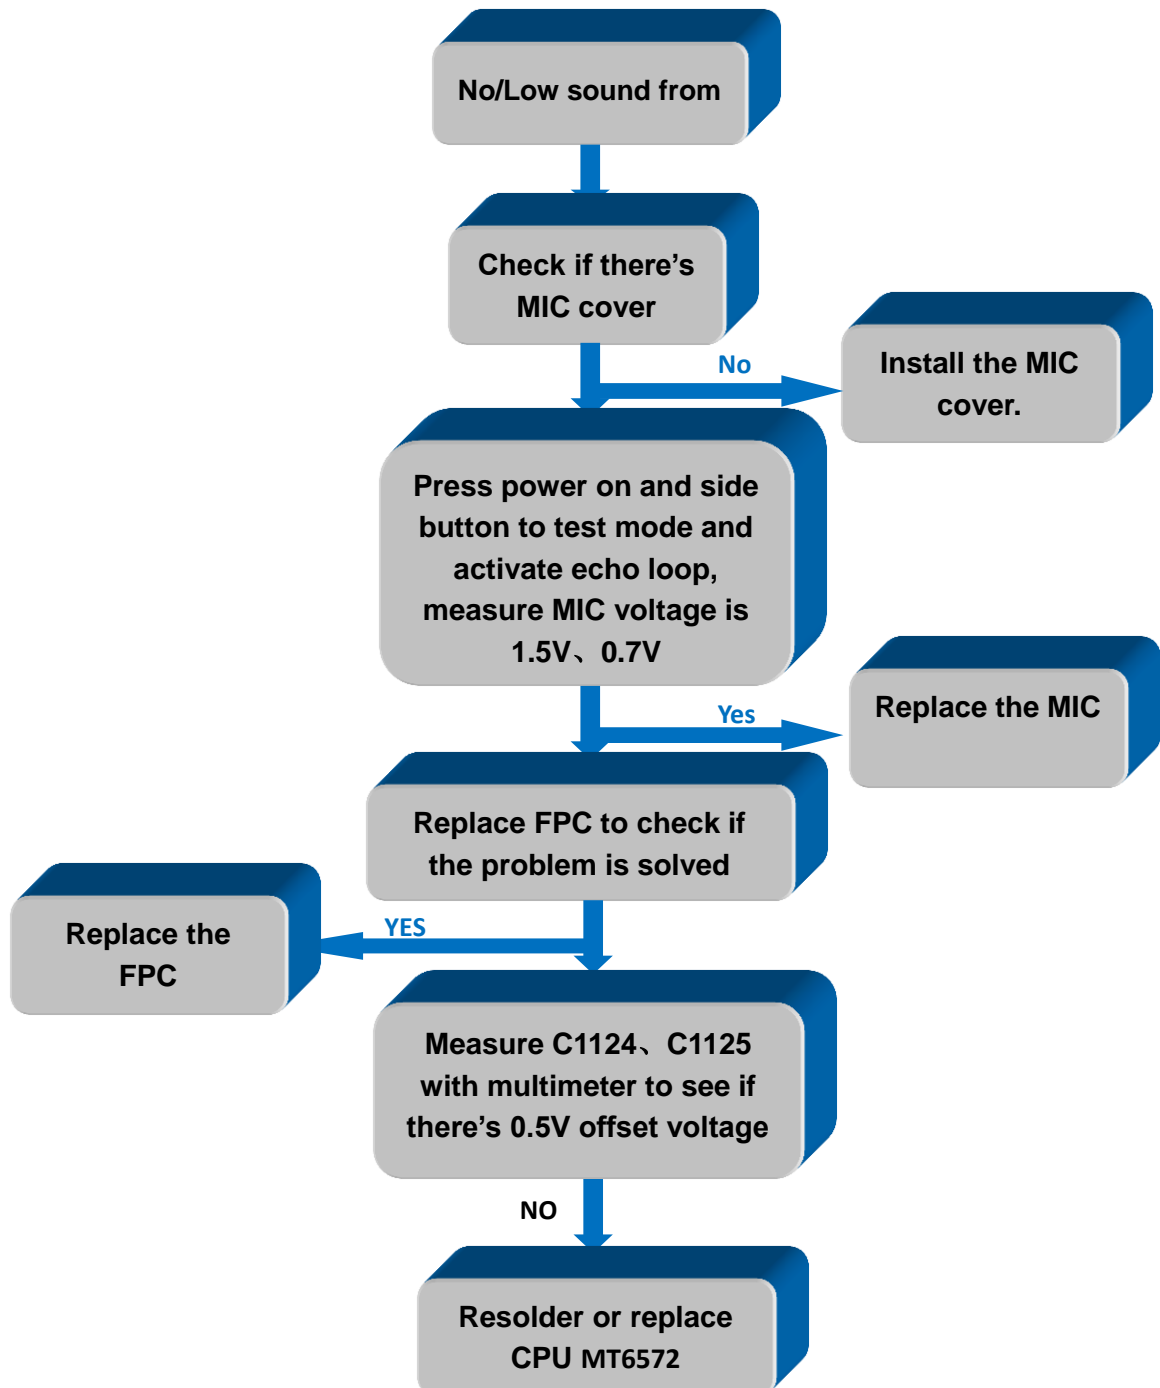 No/Low sound from
Check if there’s
MIC cover
No
Install the MIC
cover.
Press power on and side
button to test mode and
activate echo loop,
measure MIC voltage is
1.5V、0.7V
Yes
Replace the MIC
Replace FPC to check if
the problem is solved
YES
Replace the
FPC
Measure C1124、C1125
with multimeter to see if
there’s 0.5V offset voltage
NO
Resolder or replace
CPU MT6572